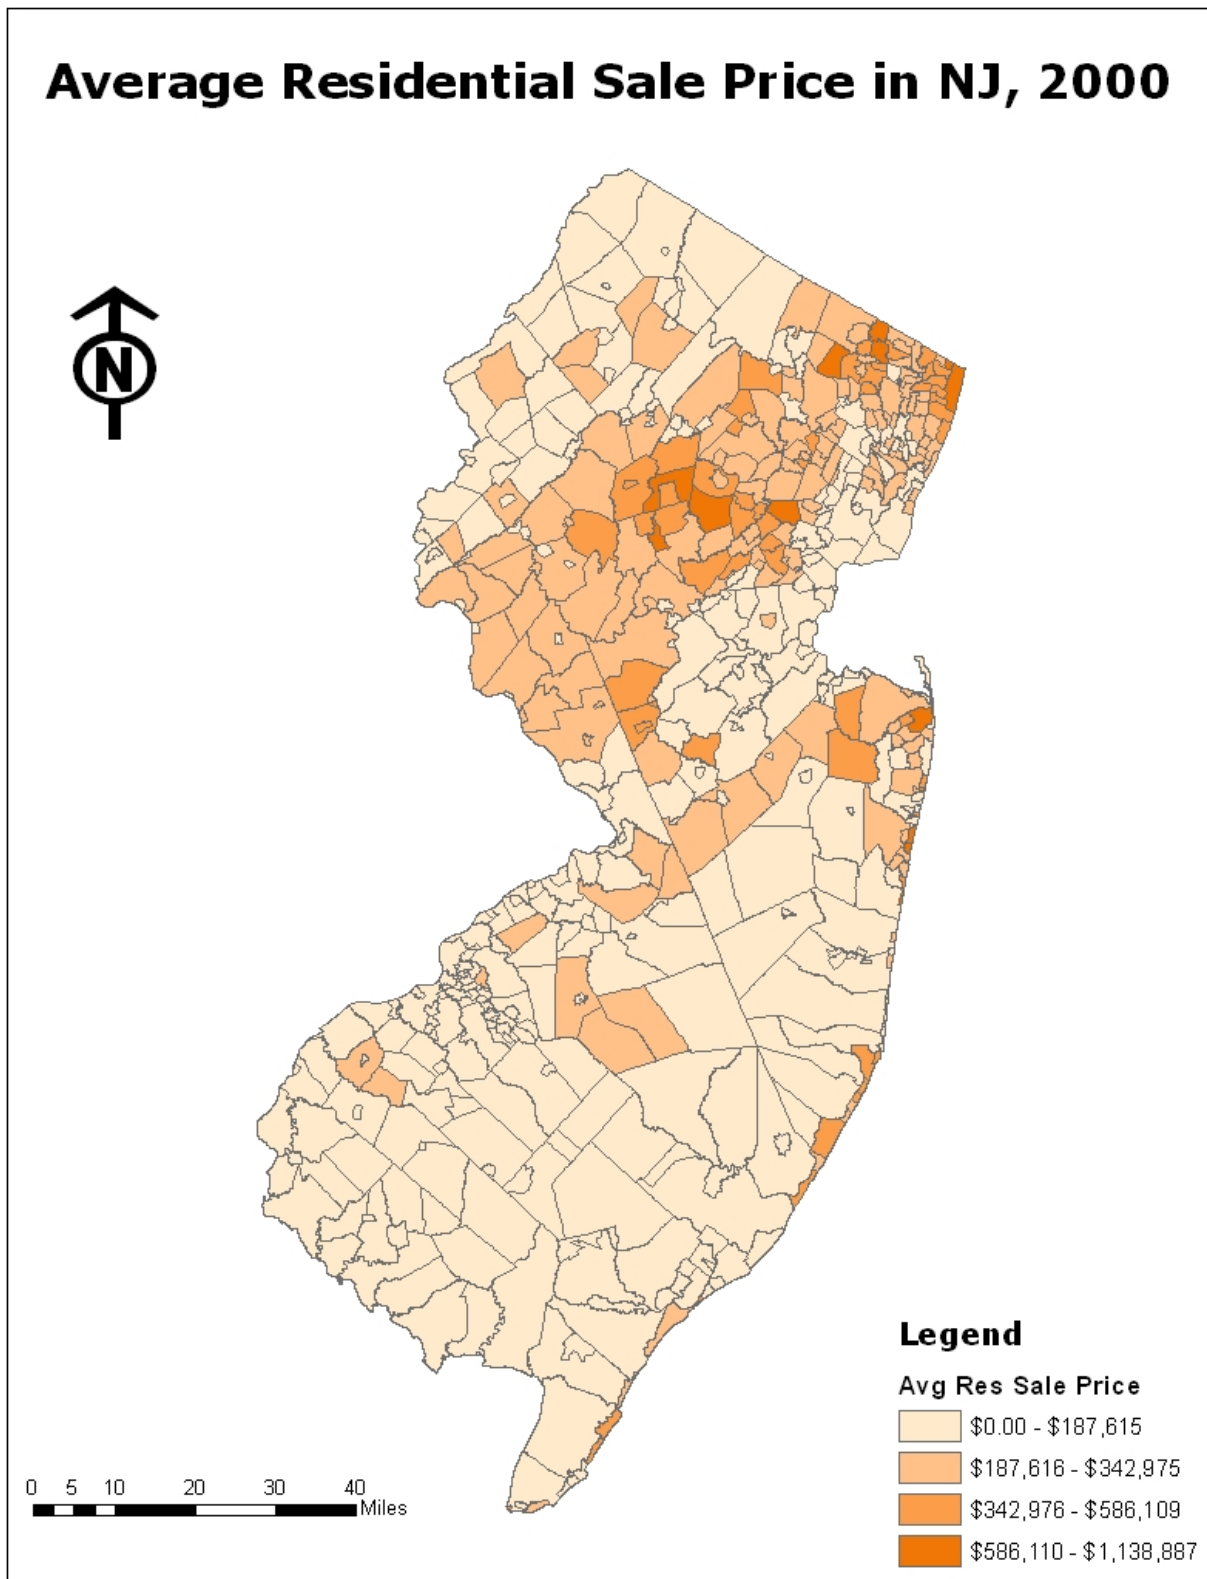 Average Residential Sale Price in NJ, 2000
N
Legend
Avg Res Sale Price
$0.00 - $187,615
$187,616 - $342,975
$342,976 - $586,109
$586,110 - $1,138,887
0 5 10 20 30 40
Miles